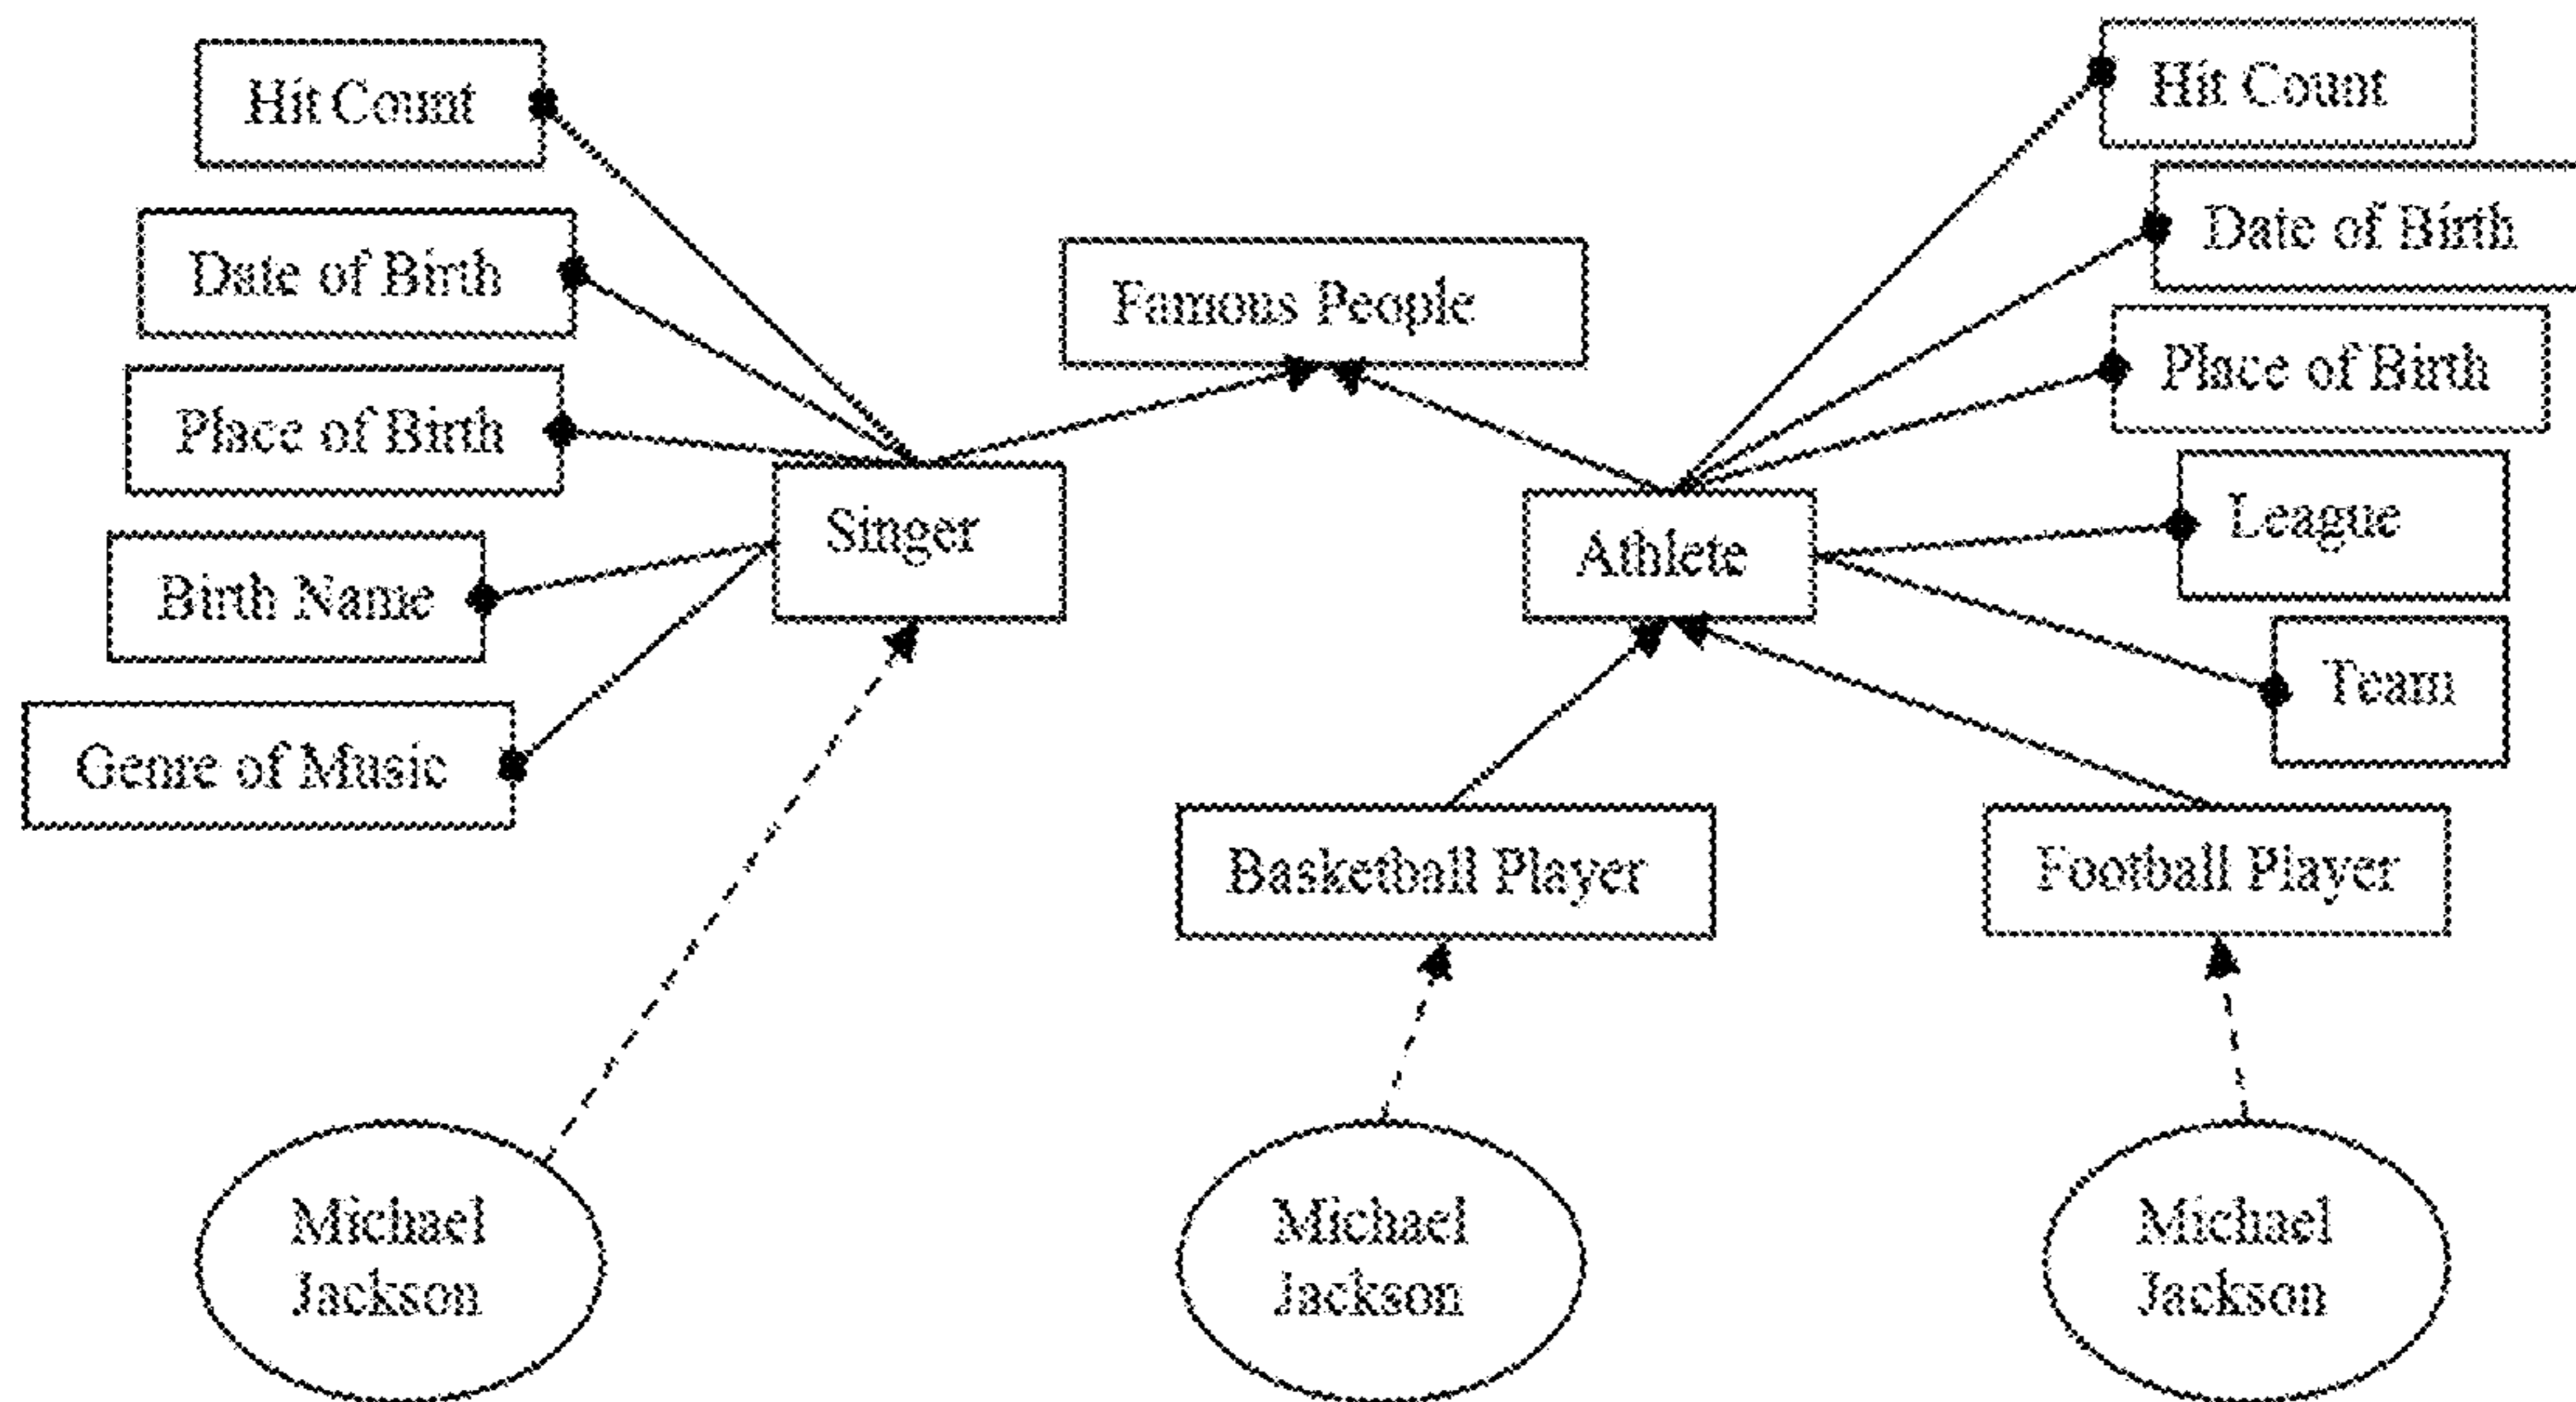 Hit Count
Hit Count
Date of Birth
Date of Birth
Famous People
Place of Birth
Place of Birth
Singer
League
Athlete
Birth Name
Team
Genre of Music
Basketball Player
Football Player
Michael
Jackson
Michael
Jackson
Michael
Jackson